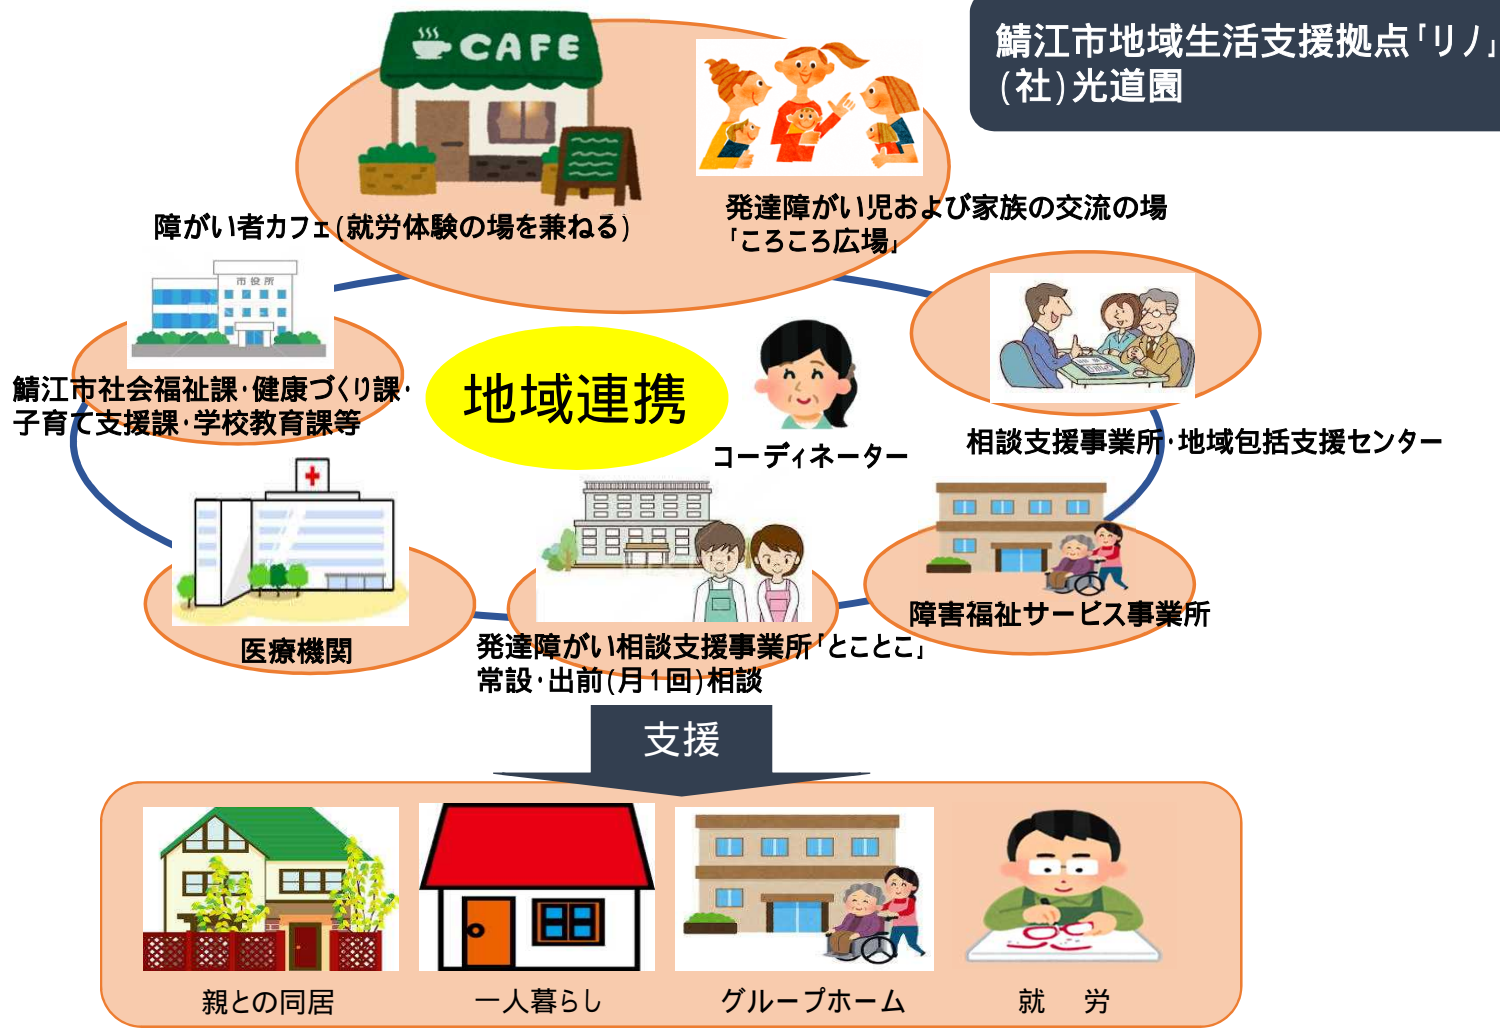 鯖江市地域生活支援拠点「リノ」
(社)光道園
CAFE
障がい者カフェ(就労体験の場を兼ねる)
発達障がい児および家族の交流の場
「ころころ広場」
市役所
鯖江市社会福祉課・健康づくり課・
子育て支援課・学校教育課等
地域連携
コーディネーター
相談支援事業所・地域包括支援センター
医療機関
発達障がい相談支援事業所「とことこ」
常設・出前(月1回)相談
障害福祉サービス事業所
支援
親との同居
一人暮らし
グループホーム
就 労